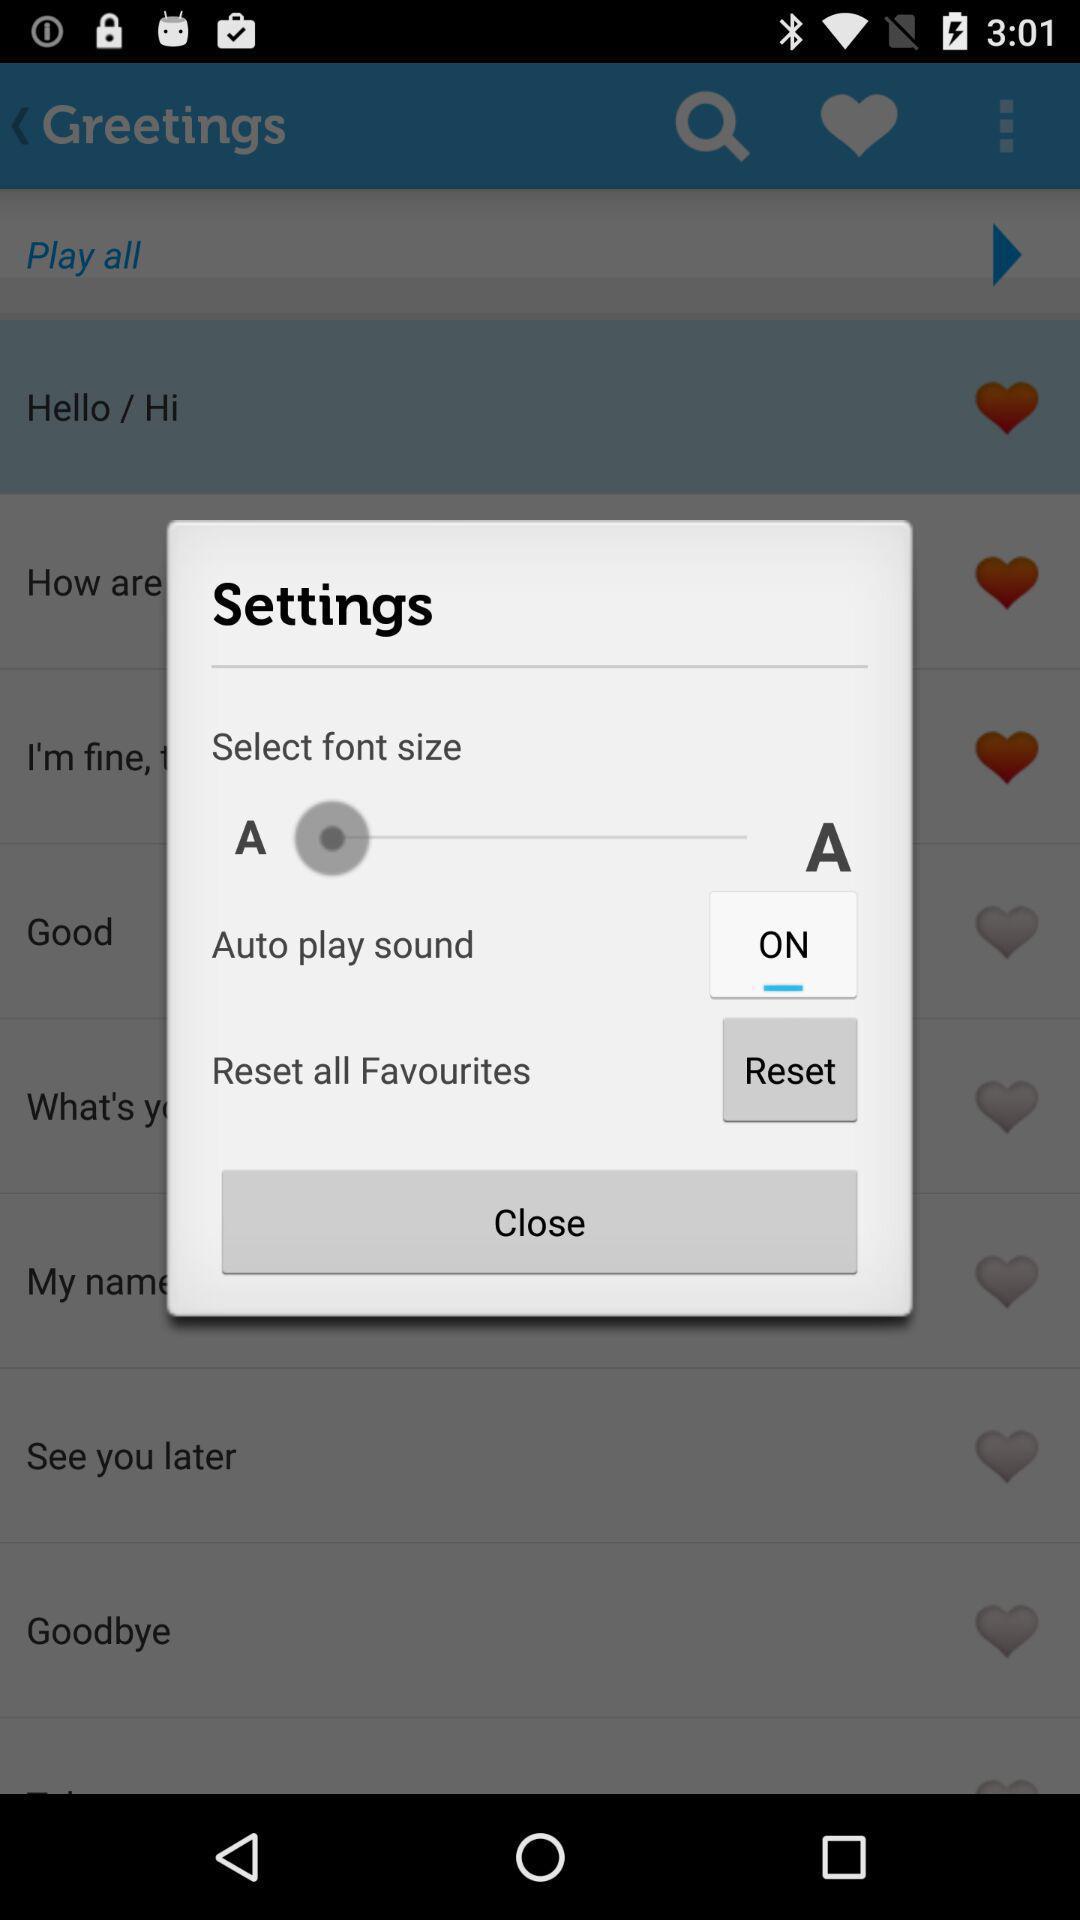 3:01
Greetings
Play all
Hello / Hi
How are
Settings
Select font size
I'm fine,
A A
Good
Auto play sound ON
Reset all Favourites Reset
What's
My name
Close
See you later
Goodbye